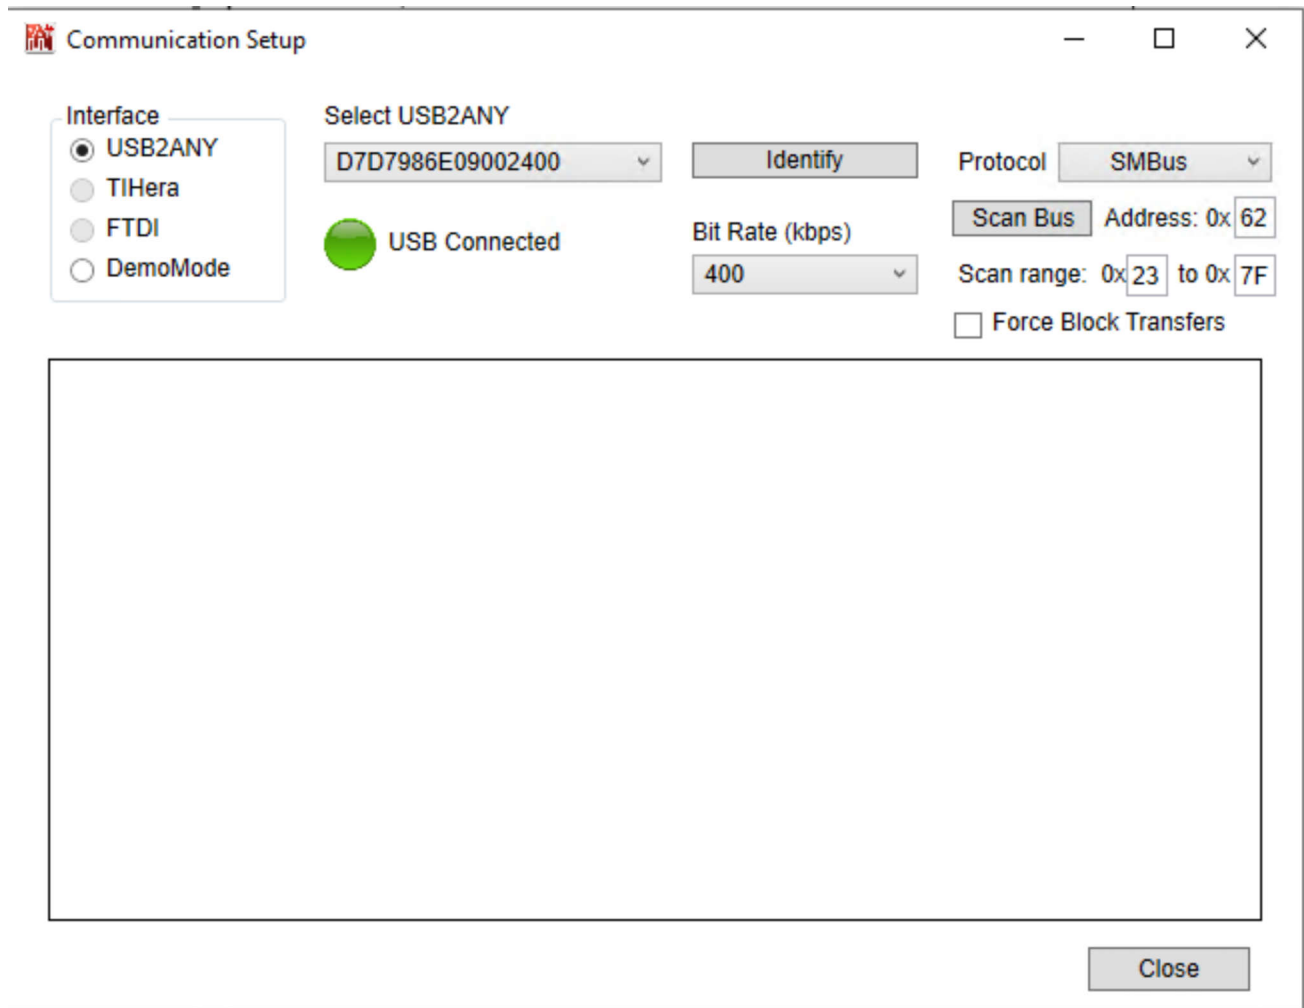 Communication Setup
Interface
USB2ANY
TIHera
FTDI
DemoMode
Select USB2ANY
D7D7986E09002400
USB Connected
Identify
Bit Rate (kbps)
400
Protocol SMBus
Scan Bus Address: 0x 62
Scan range: 0x 23 to 0x 7F
Force Block Transfers
Close